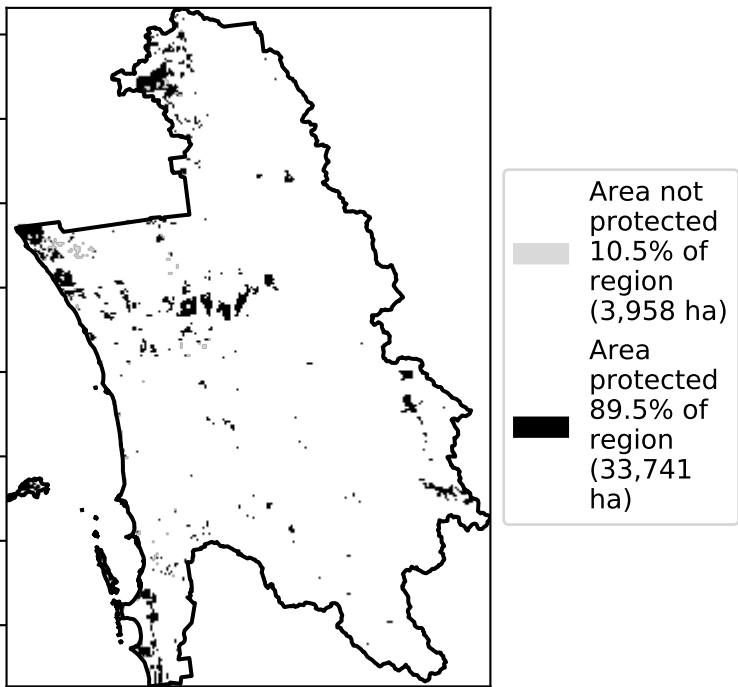 Area not
protected
10.5% of
region
(3,958 ha)
Area
protected
89.5% of
region
(33,741
ha)